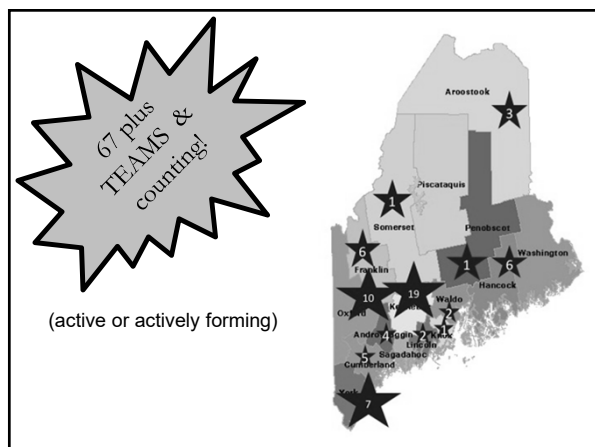 67 plus
TEAMS &
counting!
(active or actively forming)
Aroostook
3
Piscataquis
1
Somerset
Penobscot
Washington
6
Franklin
1
6
Hancock
10
19
Waldo
2
Oxford
4
2
1
Lincoln
Sagadahoc
5
Cumberland
7